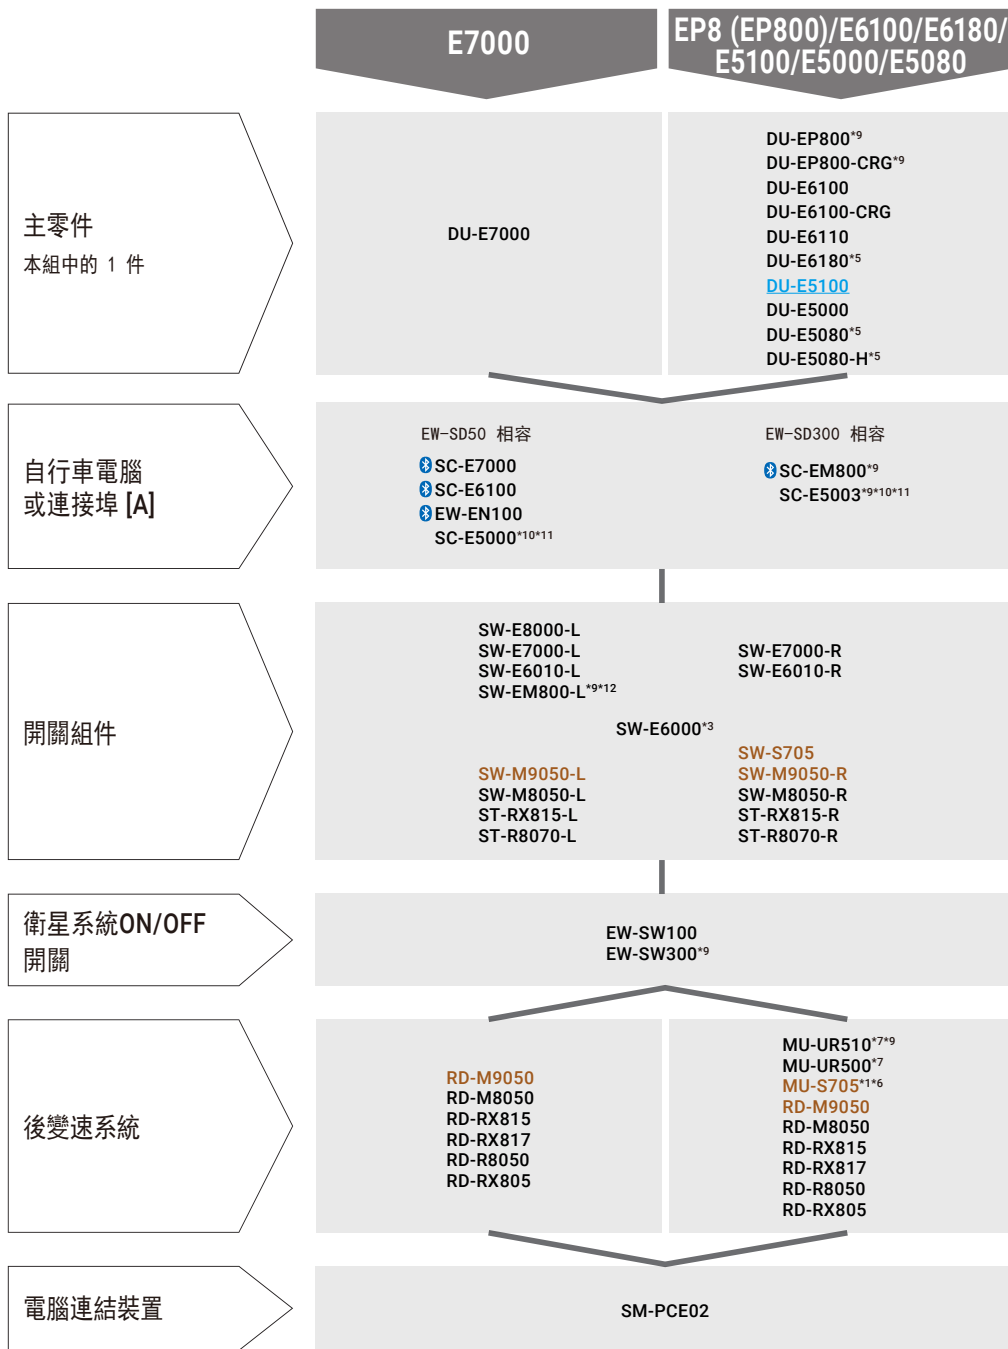 E7000
EP8 (EP800)/E6100/E6180/
E5100/E5000/E5080
主零件
本組中的 1 件
DU-E7000
DU-EP800*9
DU-EP800-CRG*9
DU-E6100
DU-E6100-CRG
DU-E6110
DU-E6180*5
DU-E5100
DU-E5000
DU-E5080*5
DU-E5080-H*5
自行車電腦
或連接埠 [A]
EW-SD50 相容
SC-E7000
SC-E6100
EW-EN100
SC-E5000*10*11
EW-SD300 相容
SC-EM800*9
SC-E5003*9*10*11
開關組件
SW-E8000-L
SW-E7000-L
SW-E6010-L
SW-EM800-L*9*12
SW-E7000-R
SW-E6010-R
SW-E6000*3
SW-M9050-L
SW-M8050-L
ST-RX815-L
ST-R8070-L
SW-S705
SW-M9050-R
SW-M8050-R
ST-RX815-R
ST-R8070-R
衛星系統ON/OFF
開關
EW-SW100
EW-SW300*9
後變速系統
RD-M9050
RD-M8050
RD-RX815
RD-RX817
RD-R8050
RD-RX805
MU-UR510*7*9
MU-UR500*7
MU-S705*1*6
RD-M9050
RD-M8050
RD-RX815
RD-RX817
RD-R8050
RD-RX805
電腦連結裝置
SM-PCE02